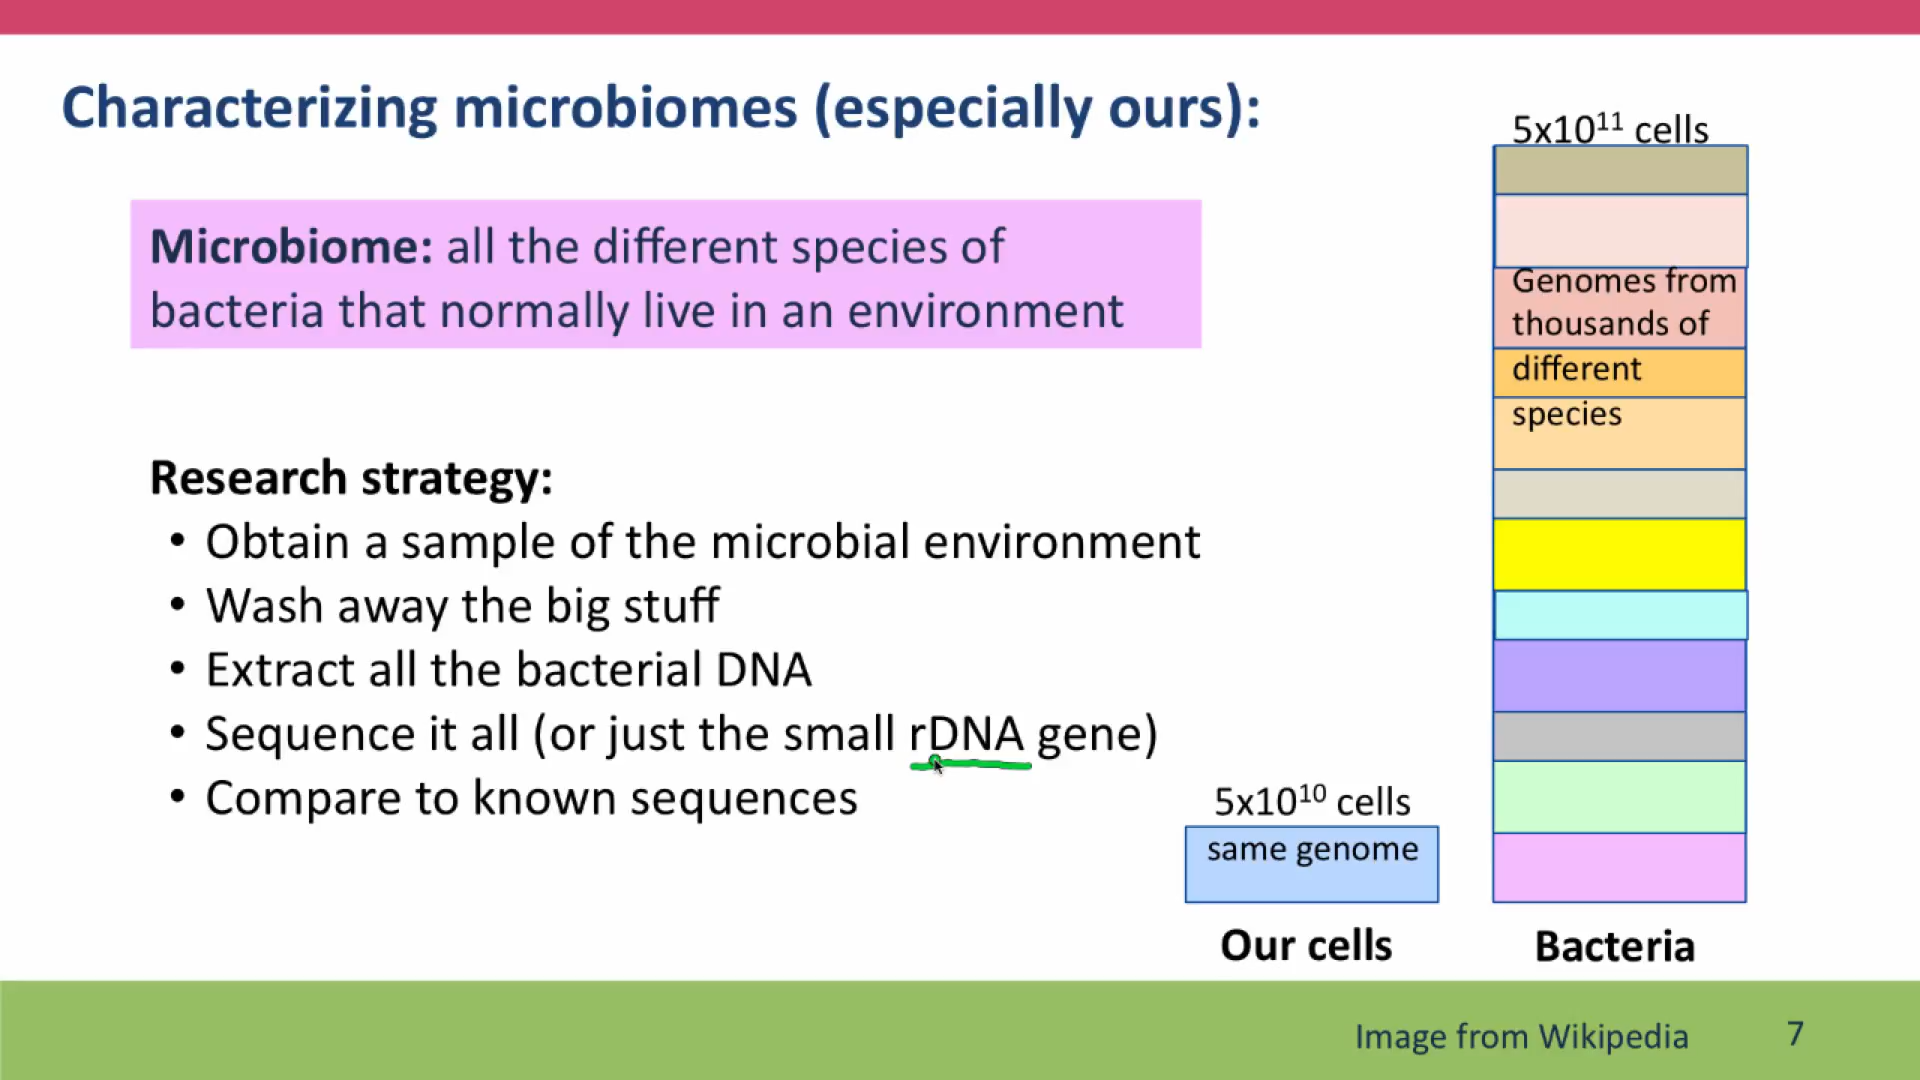 Characterizing microbiomes (especially ours):
Microbiome: all the different species of
bacteria that normally live in an environment
Research strategy:
• Obtain a sample of the microbial environment
• Wash away the big stuff
• Extract all the bacterial DNA
• Sequence it all (or just the small rDNA gene)
• Compare to known sequences
5x10¹⁰ cells
same genome
Our cells
5x10¹¹ cells
Genomes from
thousands of
different
species
Bacteria
Image from Wikipedia
7